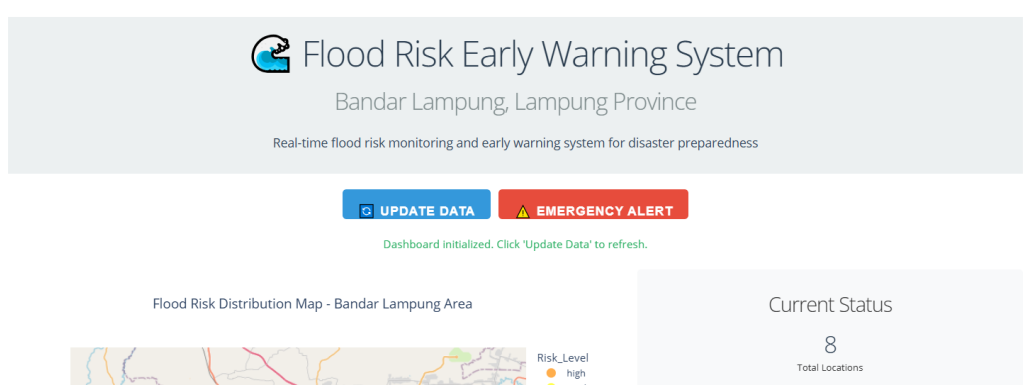 Flood Risk Early Warning System
Bandar Lampung, Lampung Province
Real-time flood risk monitoring and early warning system for disaster preparedness
UPDATE DATA
EMERGENCY ALERT
Dashboard initialized. Click 'Update Data' to refresh.
Flood Risk Distribution Map - Bandar Lampung Area
Risk_Level
high
Current Status
8
Total Locations